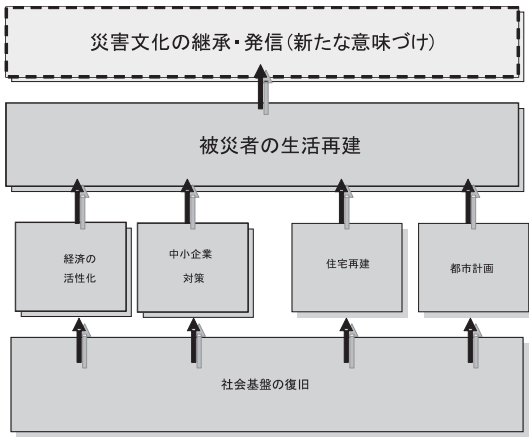 災害文化の継承・発信(新たな意味づけ)
被災者の生活再建
経済の
活性化
中小企業
対策
住宅再建
都市計画
社会基盤の復旧